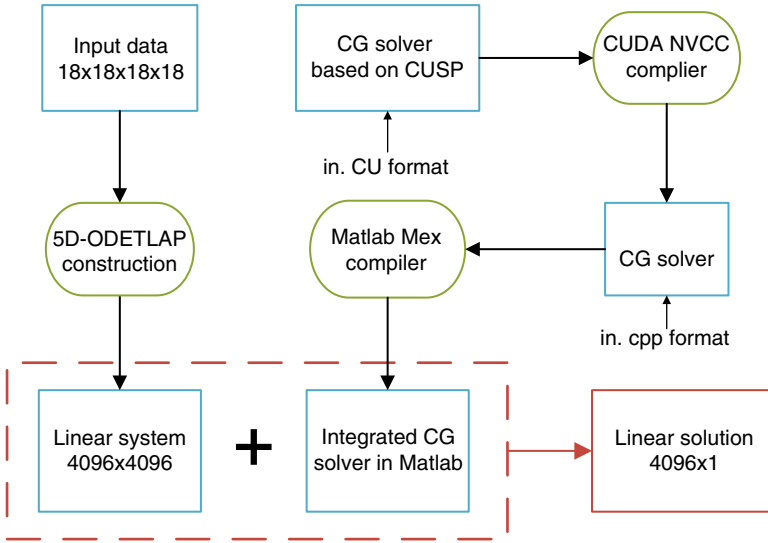 Input data
18x18x18x18
CG solver
based on CUSP
CUDA NVCC
complier
in. CU format
5D-ODETLAP
construction
Matlab Mex
compiler
CG solver
in. cpp format
Linear system
4096x4096
+
Integrated CG
solver in Matlab
Linear solution
4096x1